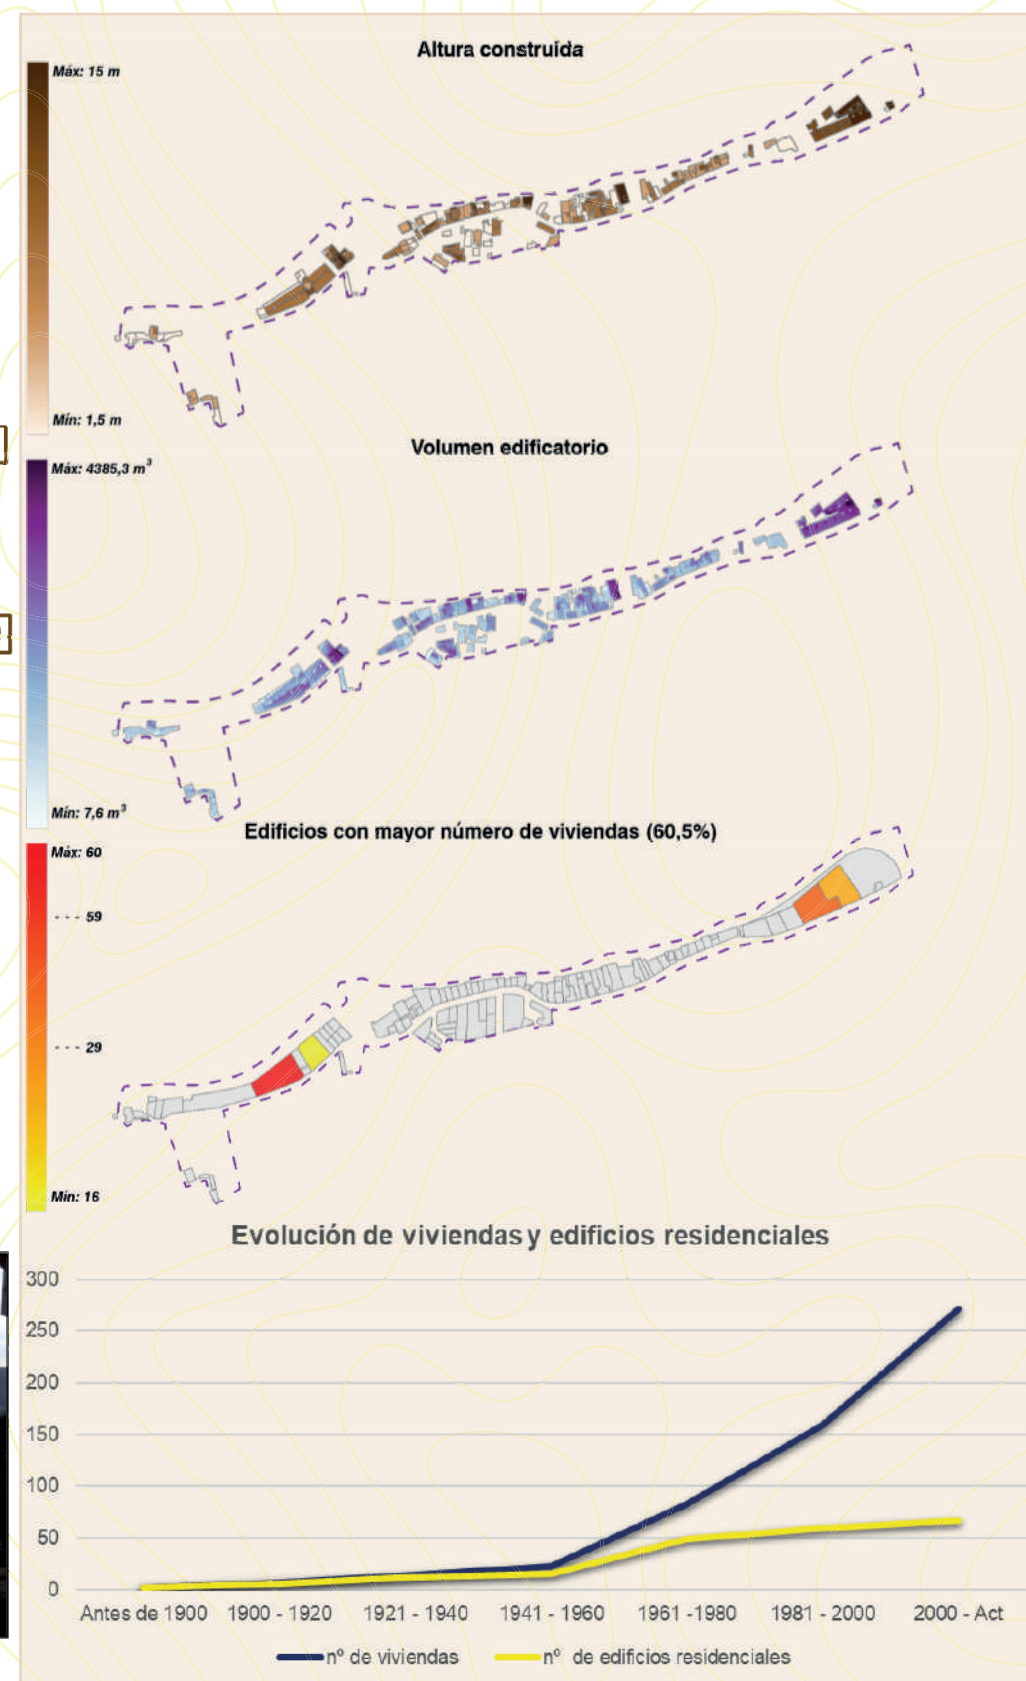 Altura construida
Máx: 15 m
Mín: 1,5 m
Volumen edificatorio
Máx: 4385,3 m³
Mín: 7,6 m³
Edificios con mayor número de viviendas (60,5%)
Máx: 60
--- 59
--- 29
Mín: 16
Evolución de viviendas y edificios residenciales
300
250
200
150
100
50
0
Antes de 1900 1900 - 1920 1921 - 1940 1941 - 1960 1961 -1980 1981 - 2000 2000 - Act
nº de viviendas nº de edificios residenciales